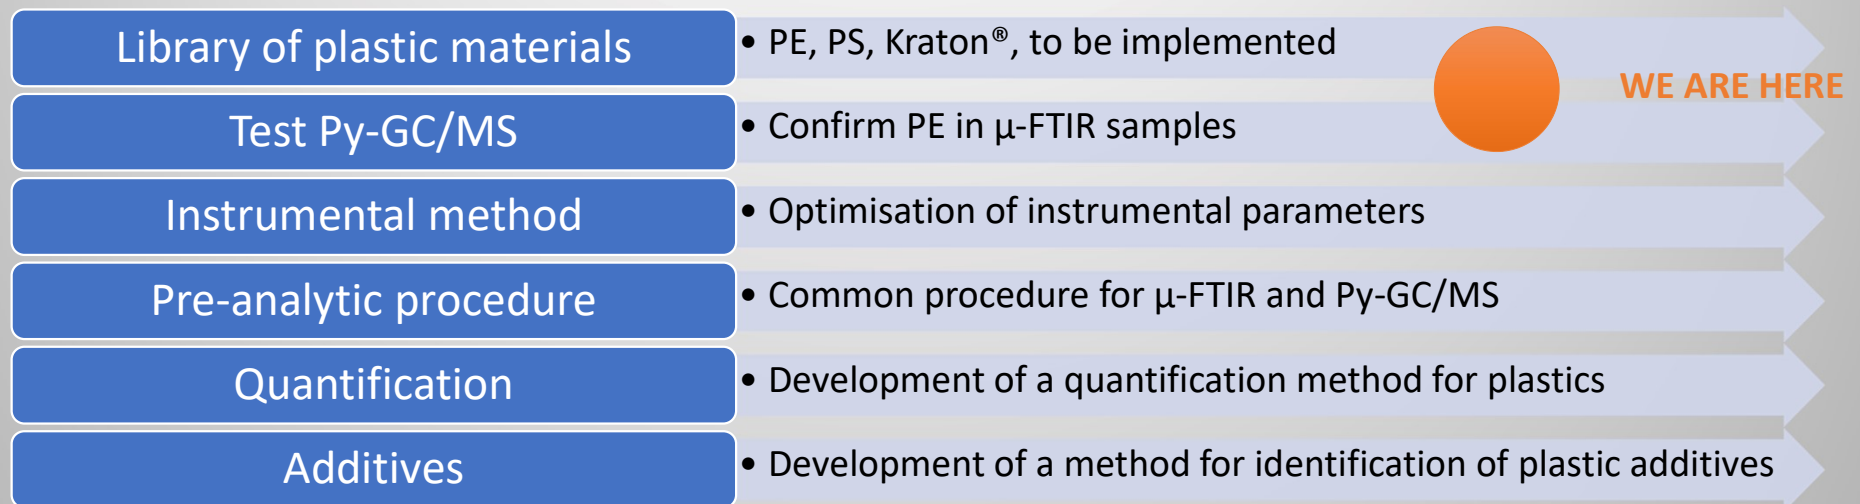 Library of plastic materials
• PE, PS, Kraton®, to be implemented
WE ARE HERE
Test Py-GC/MS
• Confirm PE in µ-FTIR samples
Instrumental method
• Optimisation of instrumental parameters
Pre-analytic procedure
• Common procedure for µ-FTIR and Py-GC/MS
Quantification
• Development of a quantification method for plastics
Additives
• Development of a method for identification of plastic additives